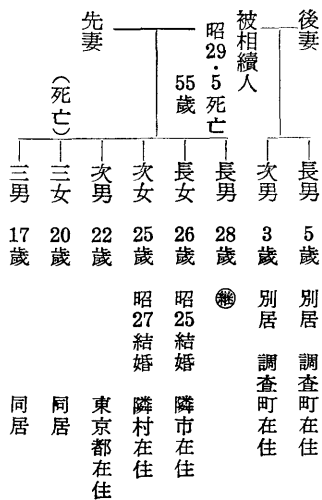 後妻
被相續人
昭29・5死亡
55歳
先妻
(死亡)
長男 5歳 別居 調査町在住
次男 3歳 別居 調査町在住
長男 28歳 ㊗
長女 26歳 昭25結婚 隣市在住
次女 25歳 昭27結婚 隣村在住
次男 22歳 東京都在住
三女 20歳 同居
三男 17歳 同居